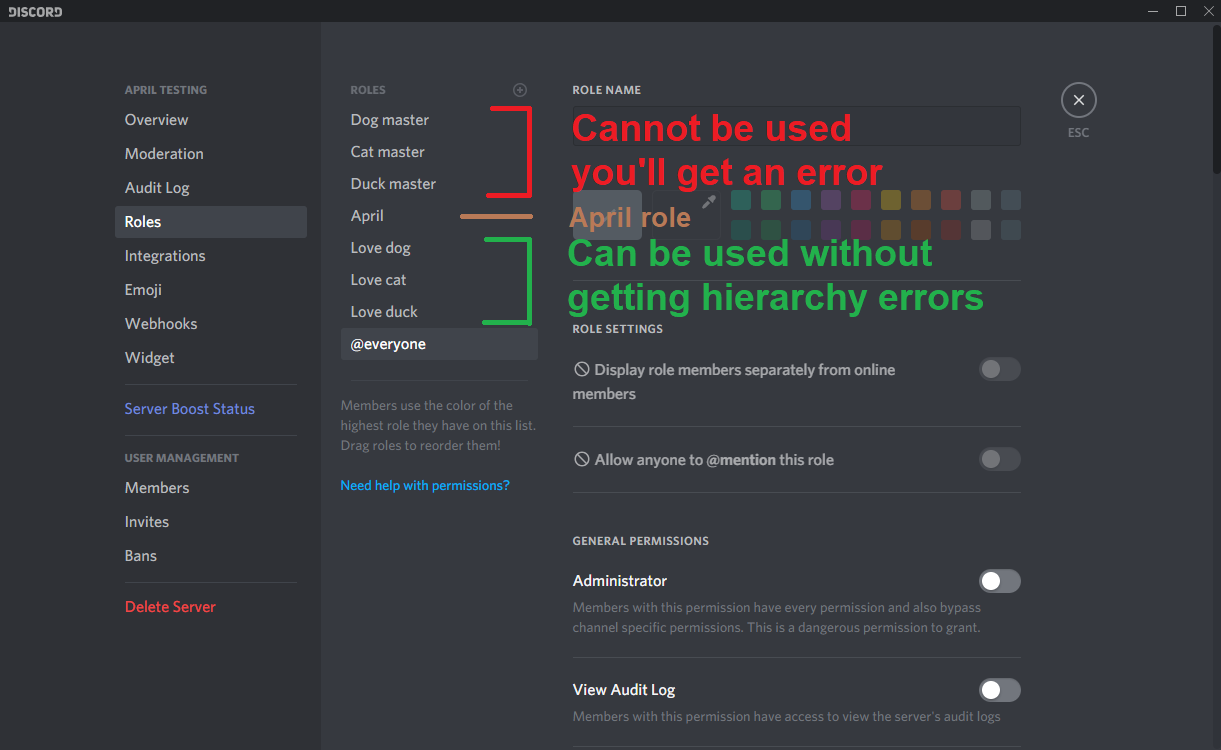 DISCORD
APRIL TESTING
Overview
Moderation
Audit Log
Roles
Integrations
Emoji
Webhooks
Widget
Server Boost Status
USER MANAGEMENT
Members
Invites
Bans
Delete Server
ROLES
Dog master
Cat master
Duck master
April
Love dog
Love cat
Love duck
@everyone
Members use the color of the
highest role they have on this list.
Drag roles to reorder them!
Need help with permissions?
ROLE NAME
Cannot be used
you'll get an error
April role
Can be used without
getting hierarchy errors
ROLE SETTINGS
Display role members separately from online
members
Allow anyone to @mention this role
GENERAL PERMISSIONS
Administrator
Members with this permission have every permission and also bypass
channel specific permissions. This is a dangerous permission to grant.
View Audit Log
Members with this permission have access to view the server's audit logs
ESC